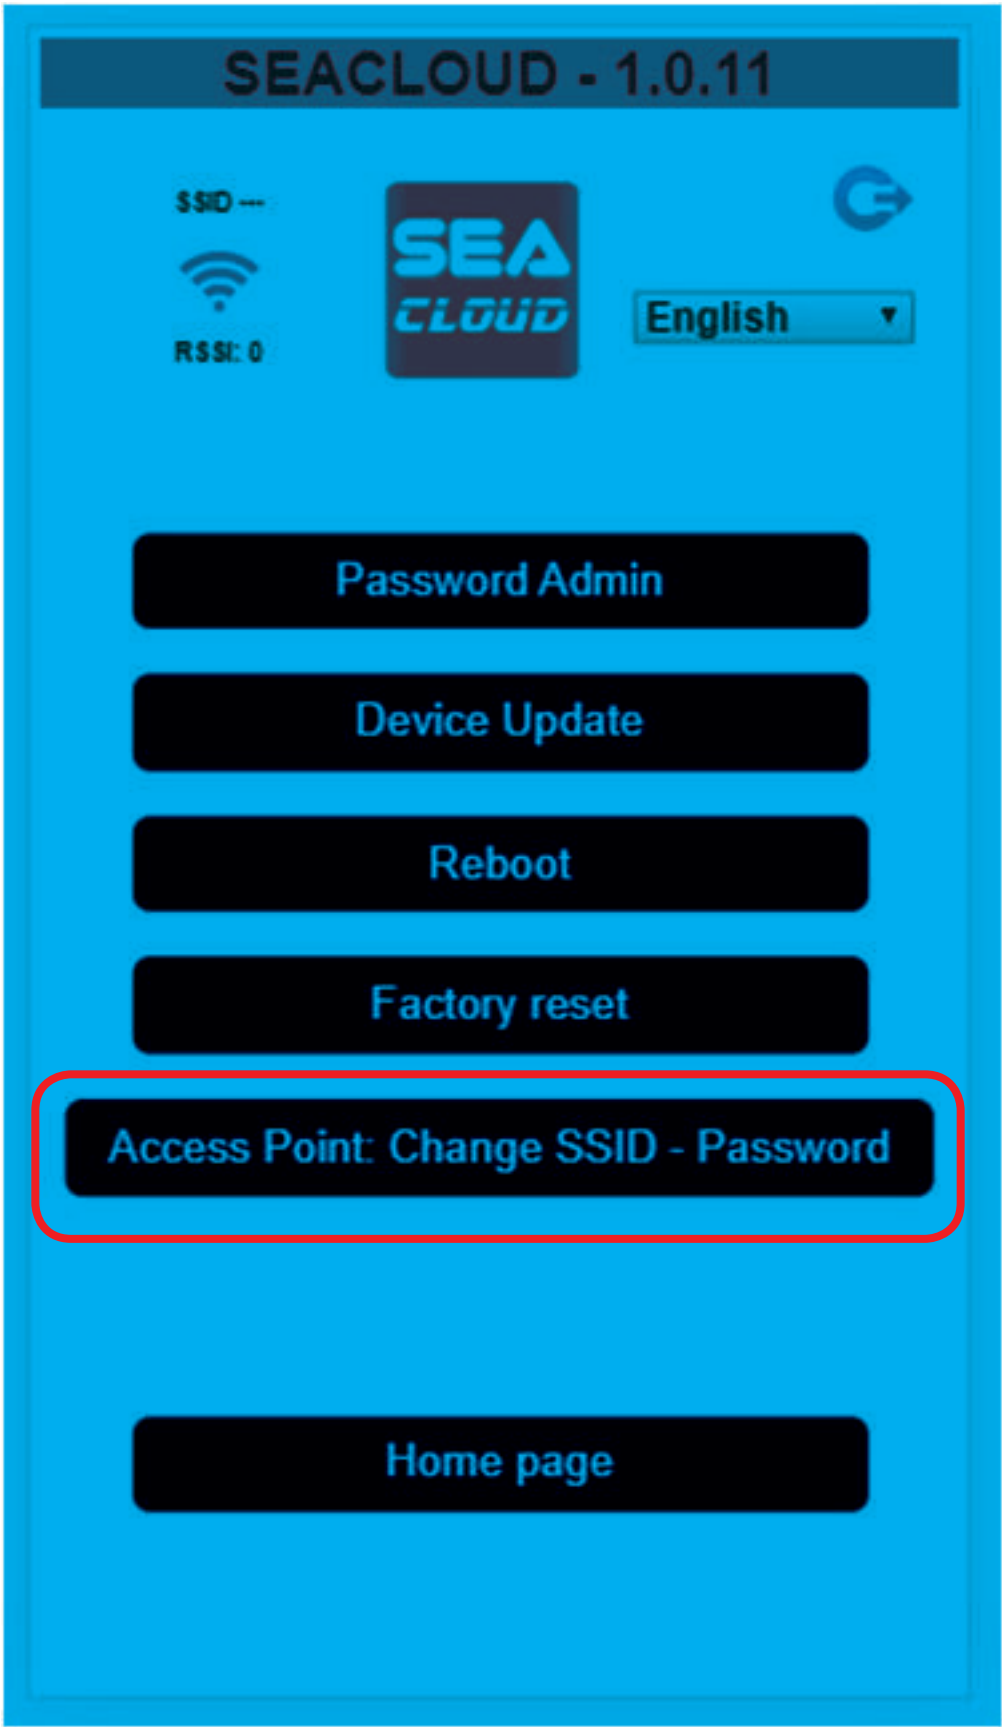 SEACLOUD - 1.0.11
SSID ---
SEA
CLOUD
English
RSSI: 0
Password Admin
Device Update
Reboot
Factory reset
Access Point: Change SSID - Password
Home page